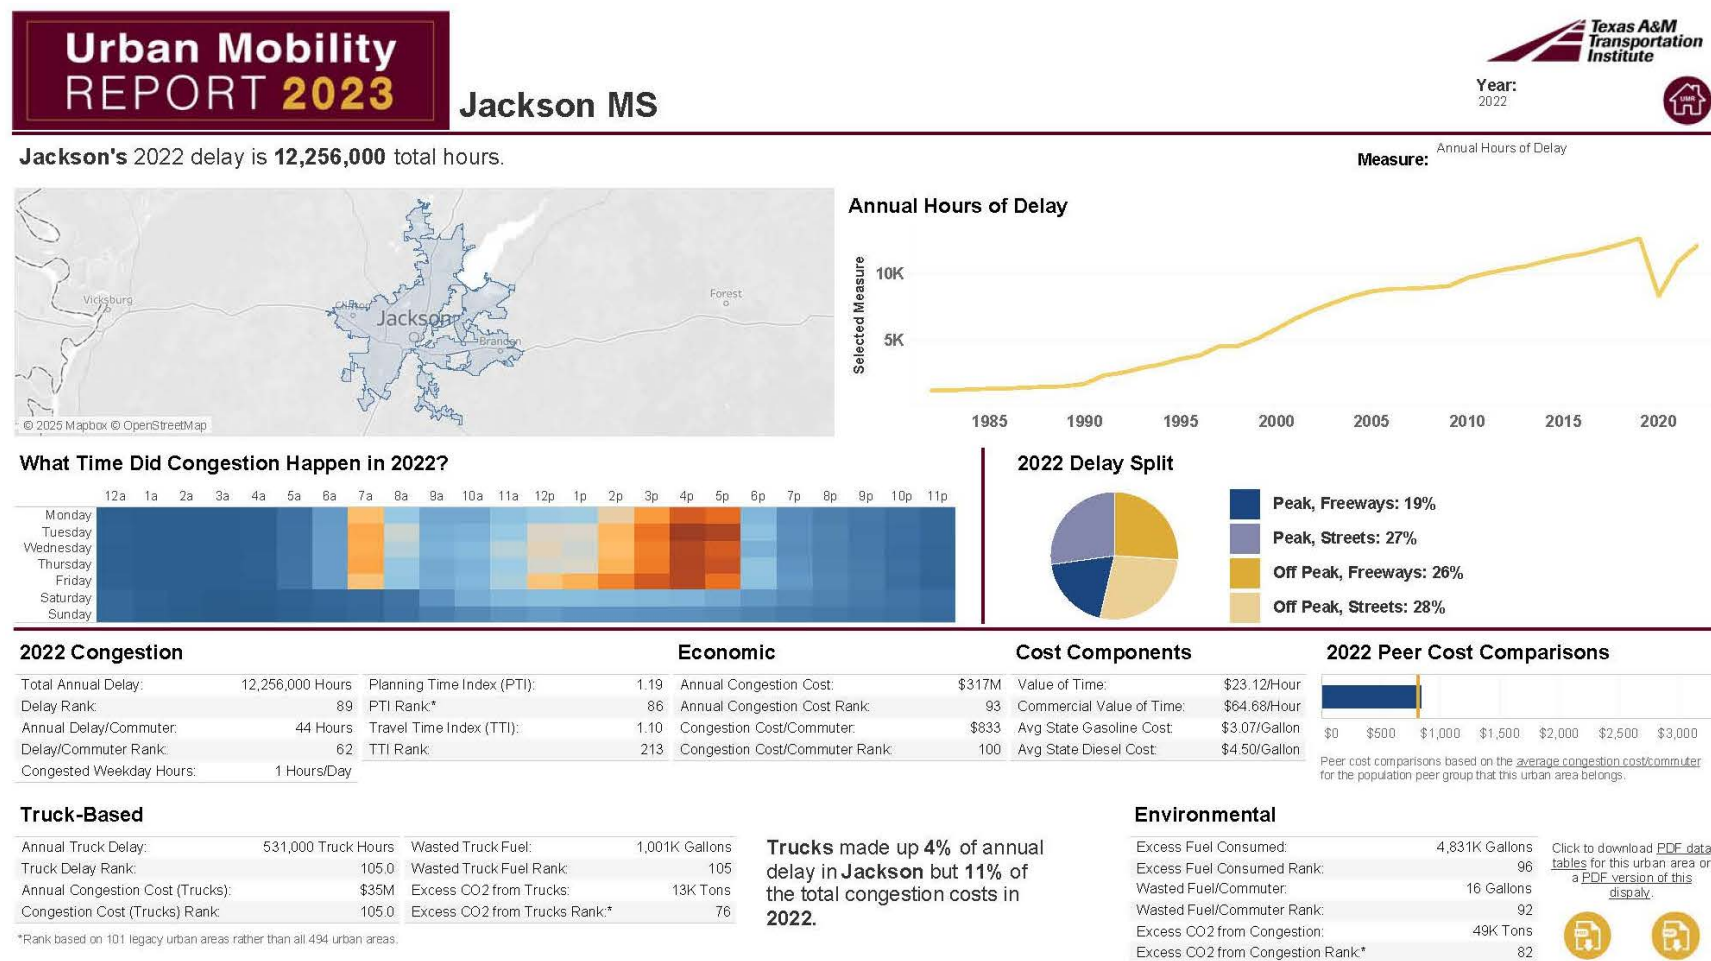 Urban Mobility
REPORT 2023
Jackson MS
Texas A&M
Transportation
Institute
Year:
2022
UMR
Jackson's 2022 delay is 12,256,000 total hours.
Measure:
Annual Hours of Delay
Vicksburg
Clinton
Jackson
Brandon
Forest
© 2025 Mapbox © OpenStreetMap
Annual Hours of Delay
Selected Measure
10K
5K
1985 1990 1995 2000 2005 2010 2015 2020
What Time Did Congestion Happen in 2022?
12a 1a 2a 3a 4a 5a 6a 7a 8a 9a 10a 11a 12p 1p 2p 3p 4p 5p 6p 7p 8p 9p 10p 11p
Monday
Tuesday
Wednesday
Thursday
Friday
Saturday
Sunday
2022 Delay Split
Peak, Freeways: 19%
Peak, Streets: 27%
Off Peak, Freeways: 26%
Off Peak, Streets: 28%
2022 Congestion
Total Annual Delay: 12,256,000 Hours
Delay Rank: 89
Annual Delay/Commuter: 44 Hours
Delay/Commuter Rank: 62
Congested Weekday Hours: 1 Hours/Day
Planning Time Index (PTI): 1.19
PTI Rank:* 86
Travel Time Index (TTI): 1.10
TTI Rank: 213
Economic
Annual Congestion Cost: $317M
Annual Congestion Cost Rank: 93
Congestion Cost/Commuter: $833
Congestion Cost/Commuter Rank: 100
Cost Components
Value of Time: $23.12/Hour
Commercial Value of Time: $64.68/Hour
Avg State Gasoline Cost: $3.07/Gallon
Avg State Diesel Cost: $4.50/Gallon
2022 Peer Cost Comparisons
$0 $500 $1,000 $1,500 $2,000 $2,500 $3,000
Peer cost comparisons based on the average congestion cost/commuter
for the population peer group that this urban area belongs.
Truck-Based
Annual Truck Delay: 531,000 Truck Hours
Truck Delay Rank: 105.0
Annual Congestion Cost (Trucks): $35M
Congestion Cost (Trucks) Rank: 105.0
Wasted Truck Fuel: 1,001K Gallons
Wasted Truck Fuel Rank: 105
Excess CO2 from Trucks: 13K Tons
Excess CO2 from Trucks Rank:* 76
*Rank based on 101 legacy urban areas rather than all 494 urban areas.
Trucks made up 4% of annual
delay in Jackson but 11% of
the total congestion costs in
2022.
Environmental
Excess Fuel Consumed: 4,831K Gallons
Excess Fuel Consumed Rank: 96
Wasted Fuel/Commuter: 16 Gallons
Wasted Fuel/Commuter Rank: 92
Excess CO2 from Congestion: 49K Tons
Excess CO2 from Congestion Rank:* 82
Click to download PDF data
tables for this urban area or
a PDF version of this
dispaly.